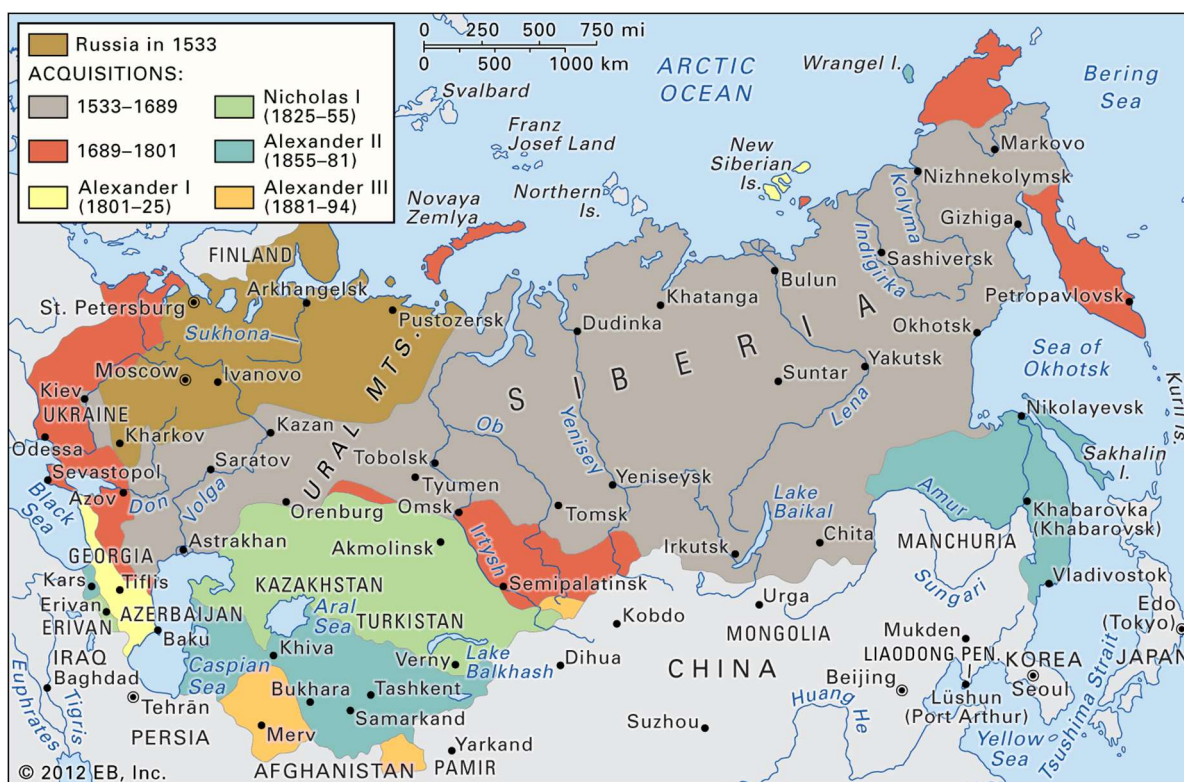 Russia in 1533
ACQUISITIONS:
1533–1689
1689–1801
Alexander I
(1801–25)
Nicholas I
(1825–55)
Alexander II
(1855–81)
Alexander III
(1881–94)
0 250 500 750 mi
0 500 1000 km
ARCTIC
OCEAN
Wrangel I.
Bering
Sea
Svalbard
Franz
Josef Land
New
Siberian
Is.
Novaya
Zemlya
Northern
Is.
Markovo
Nizhnekolymsk
Kolyma
Gizhiga
Indigirka
Sashiversk
FINLAND
St. Petersburg
Arkhangelsk
Sukhona
Pustozersk
Bulun
Khatanga
Dudinka
Petropavlovsk
Okhotsk
Sea of
Okhotsk
Kuril Is.
Moscow
Ivanovo
URAL MTS.
SIBERIA
Yakutsk
Suntar
Lena
Kiev
UKRAINE
Kharkov
Kazan
Ob
Yenisey
Nikolayevsk
Odessa
Sevastopol
Saratov
Tobolsk
Tyumen
Yeniseysk
Sakhalin
I.
Azov
Black
Sea
Don
Volga
Orenburg
Omsk
Tomsk
Lake
Baikal
Amur
Khabarovka
(Khabarovsk)
Astrakhan
Akmolinsk
Irtysh
Irkutsk
Chita
MANCHURIA
GEORGIA
Kars
Tiflis
KAZAKHSTAN
Semipalatinsk
Sungari
Vladivostok
Erivan
ERIVAN
AZERBAIJAN
Baku
Aral
Sea
TURKISTAN
Kobdo
Urga
MONGOLIA
Edo
(Tokyo)
IRAQ
Baghdad
Caspian
Sea
Khiva
Verny
Lake
Balkhash
Dihua
CHINA
Mukden
LIAODONG PEN.
KOREA
JAPAN
Euphrates
Tigris
Tehrān
Bukhara
Tashkent
Samarkand
Beijing
Seoul
Lüshun
(Port Arthur)
Tsushima Strait
PERSIA
Merv
Suzhou
Huang
He
Yellow
Sea
Yarkand
AFGHANISTAN
PAMIR
© 2012 EB, Inc.